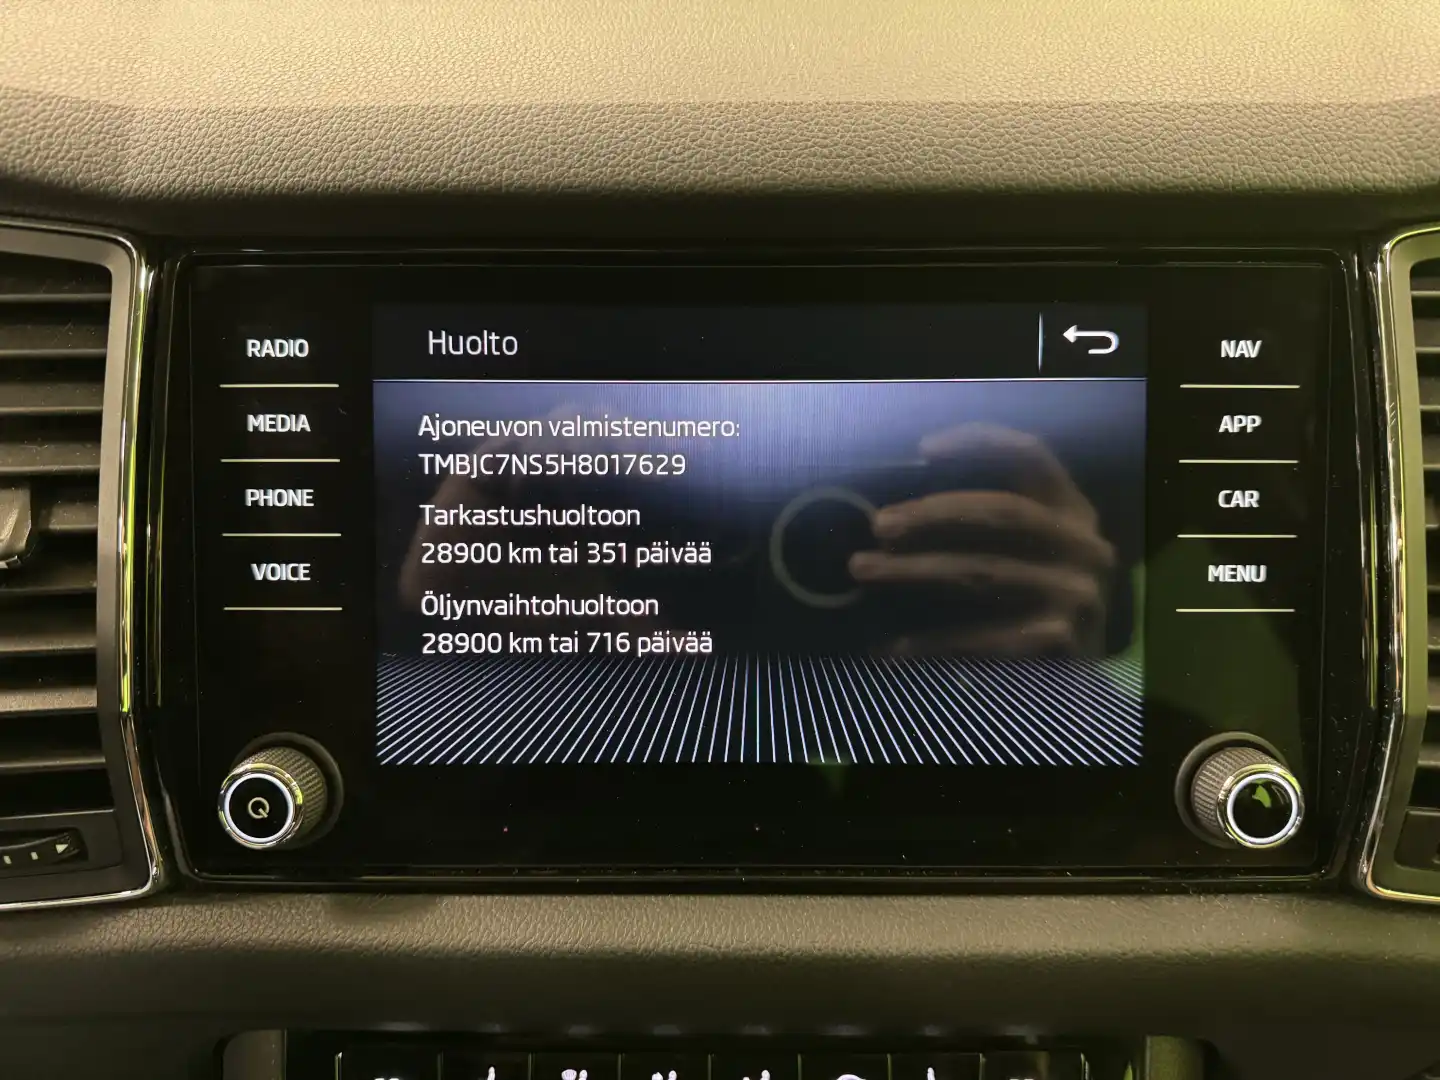 Huolto
RADIO
MEDIA
PHONE
VOICE
Ajoneuvon valmistenumero:
TMBJC7NS5H8017629
Tarkastushuoltoon
28900 km tai 351 päivää
Öljynvaihtohuoltoon
28900 km tai 716 päivää
NAV
APP
CAR
MENU